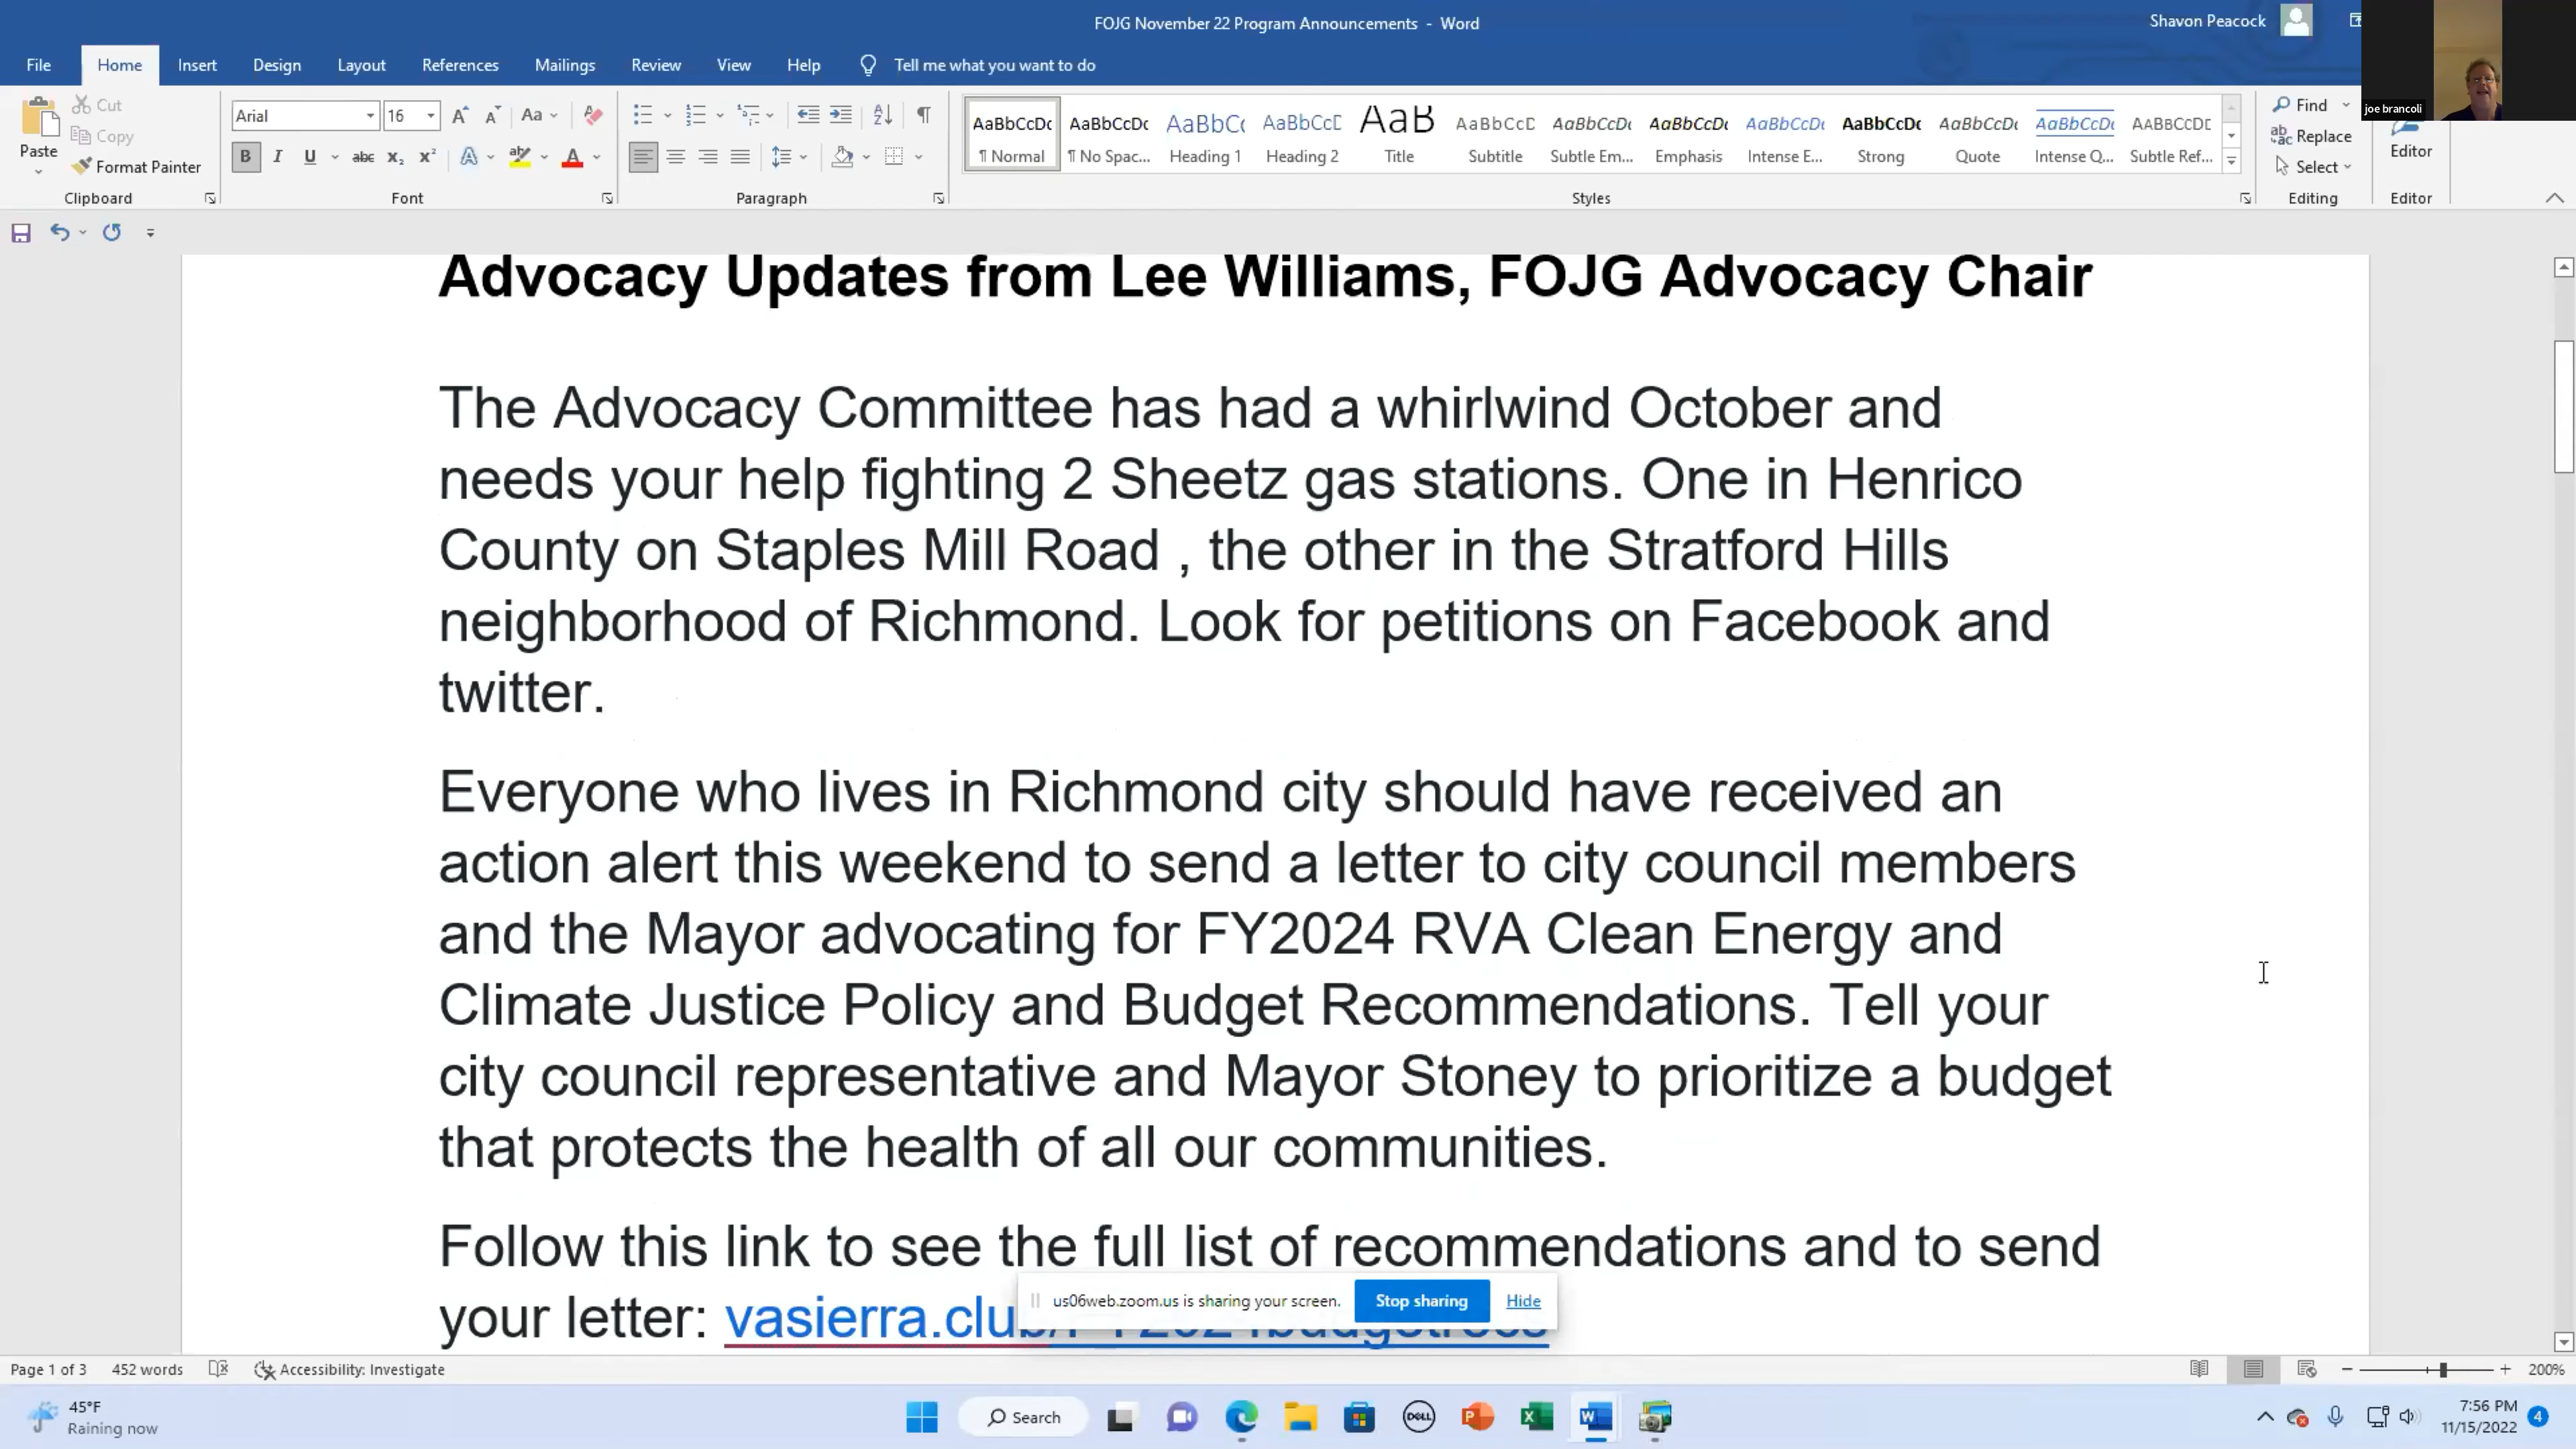 FOJG November 22 Program Announcements - Word
Shavon Peacock
joe brancoli
File Home Insert Design Layout References Mailings Review View Help Tell me what you want to do
Paste
Cut
Copy
Format Painter
Clipboard
Arial 16
Font
Paragraph
AaBbCcDc AaBbCcDc AaBbCc AaBbCcD AaB AaBbCcD AaBbCcDc AaBbCcDc AaBbCcDc AaBbCcDc AaBbCcDc AaBbCcDc AaBbCcDc
¶ Normal ¶ No Spac... Heading 1 Heading 2 Title Subtitle Subtle Em... Emphasis Intense E... Strong Quote Intense Q... Subtle Ref...
Styles
Find
Replace
Select
Editing
Editor
Editor
Advocacy Updates from Lee Williams, FOJG Advocacy Chair
The Advocacy Committee has had a whirlwind October and
needs your help fighting 2 Sheetz gas stations. One in Henrico
County on Staples Mill Road , the other in the Stratford Hills
neighborhood of Richmond. Look for petitions on Facebook and
twitter.
Everyone who lives in Richmond city should have received an
action alert this weekend to send a letter to city council members
and the Mayor advocating for FY2024 RVA Clean Energy and
Climate Justice Policy and Budget Recommendations. Tell your
city council representative and Mayor Stoney to prioritize a budget
that protects the health of all our communities.
Follow this link to see the full list of recommendations and to send
your letter: vasierra.club/
us06web.zoom.us is sharing your screen. Stop sharing Hide
Page 1 of 3 452 words Accessibility: Investigate 200%
45°F
Raining now
Search
DELL
7:56 PM
11/15/2022
4